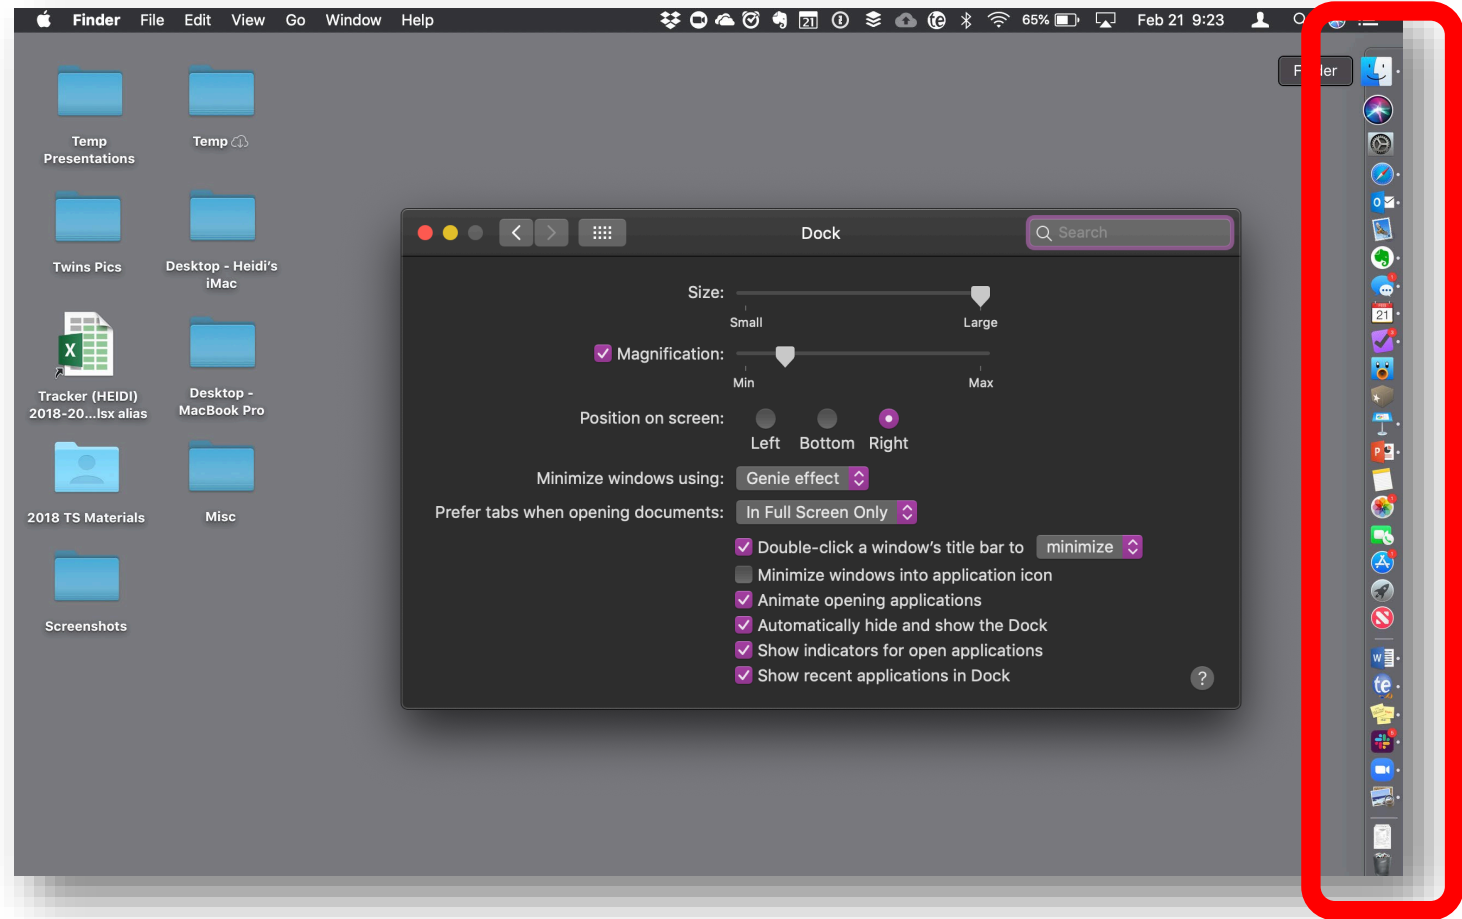 Finder File Edit View Go Window Help
21
65%
Feb 21 9:23
Finder
Temp
Presentations
Temp
Twins Pics
Desktop - Heidi's
iMac
Tracker (HEIDI)
2018-20...lsx alias
Desktop -
MacBook Pro
2018 TS Materials
Misc
Screenshots
Dock
Search
Size:
Small
Large
Magnification:
Min
Max
Position on screen:
Left Bottom Right
Minimize windows using: Genie effect
Prefer tabs when opening documents: In Full Screen Only
Double-click a window's title bar to minimize
Minimize windows into application icon
Animate opening applications
Automatically hide and show the Dock
Show indicators for open applications
Show recent applications in Dock
?
21
te